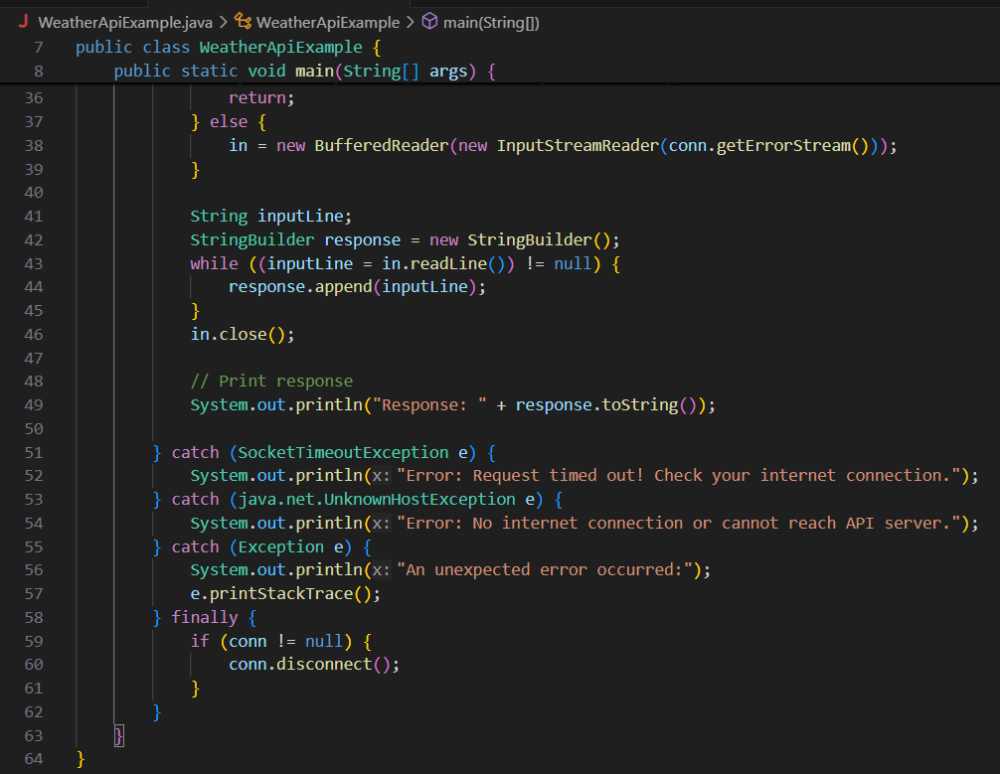 J WeatherApiExample.java > WeatherApiExample > main(String[])
7 public class WeatherApiExample {
8     public static void main(String[] args) {
36                 return;
37             } else {
38                 in = new BufferedReader(new InputStreamReader(conn.getErrorStream()));
39             }
40
41             String inputLine;
42             StringBuilder response = new StringBuilder();
43             while ((inputLine = in.readLine()) != null) {
44                 response.append(inputLine);
45             }
46             in.close();
47
48             // Print response
49             System.out.println("Response: " + response.toString());
50
51         } catch (SocketTimeoutException e) {
52             System.out.println(x: "Error: Request timed out! Check your internet connection.");
53         } catch (java.net.UnknownHostException e) {
54             System.out.println(x: "Error: No internet connection or cannot reach API server.");
55         } catch (Exception e) {
56             System.out.println(x: "An unexpected error occurred:");
57             e.printStackTrace();
58         } finally {
59             if (conn != null) {
60                 conn.disconnect();
61             }
62         }
63     }
64 }